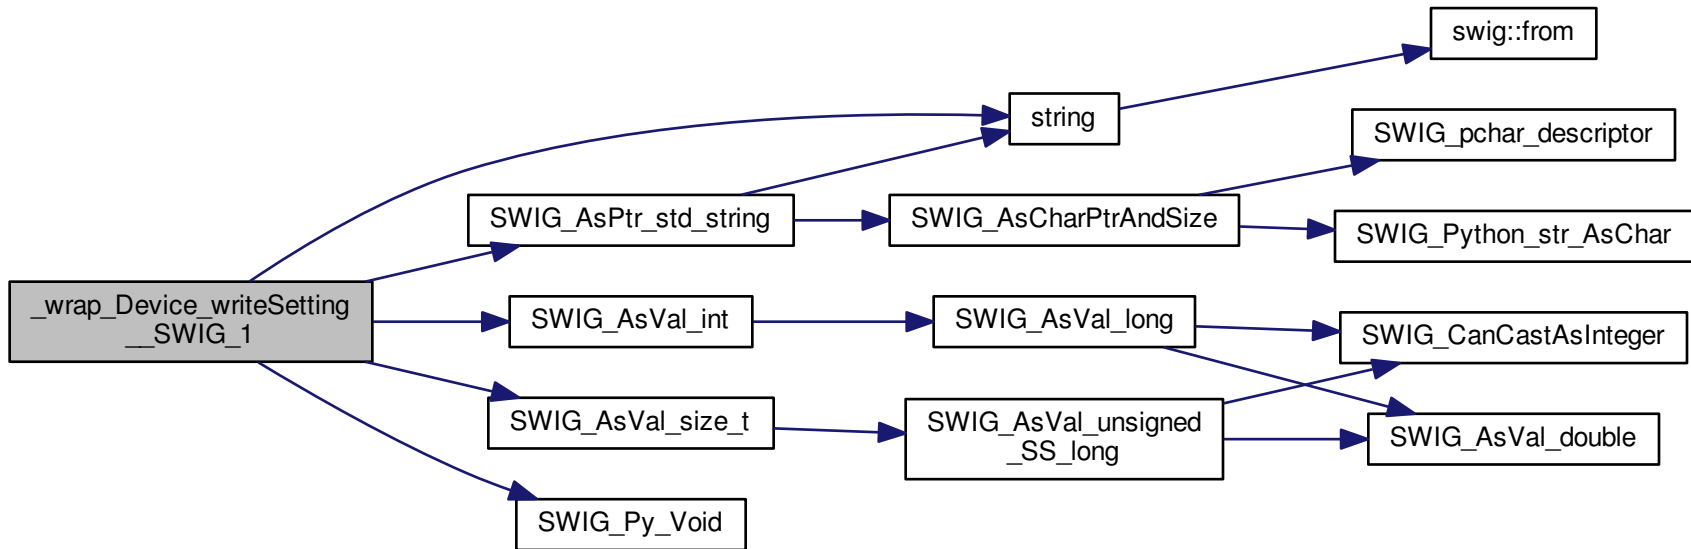 swig::from
string
SWIG_pchar_descriptor
SWIG_AsPtr_std_string
SWIG_AsCharPtrAndSize
SWIG_Python_str_AsChar
_wrap_Device_writeSetting
__SWIG_1
SWIG_AsVal_int
SWIG_AsVal_long
SWIG_CanCastAsInteger
SWIG_AsVal_size_t
SWIG_AsVal_unsigned
_SS_long
SWIG_AsVal_double
SWIG_Py_Void